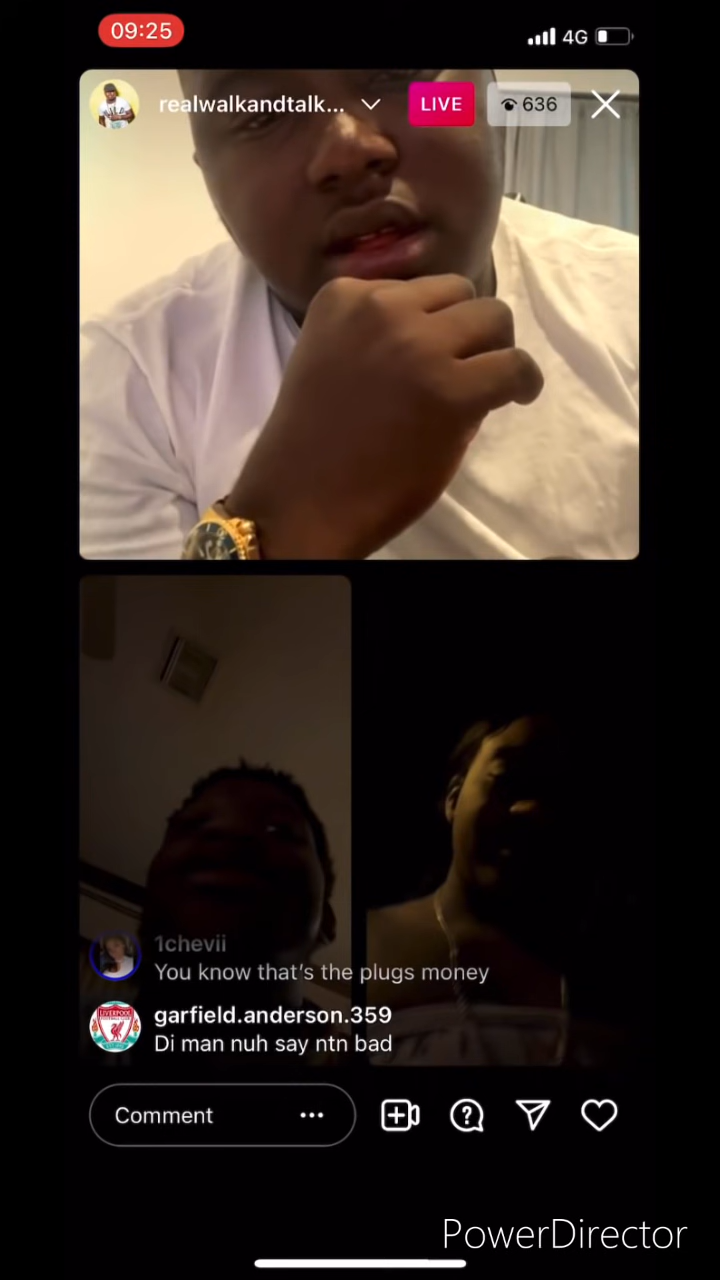 09:25
4G
realwalkandtalk...
LIVE
636
1chevii
You know that's the plugs money
garfield.anderson.359
Di man nuh say ntn bad
Comment
PowerDirector